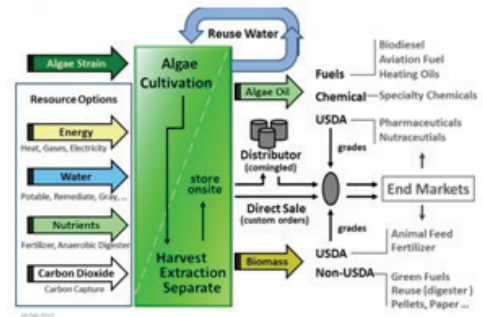 Reuse Water
Algae Strain
Algae
Cultivation
Resource Options
Energy
Heat, Gases, Electricity
Water
Potable, Remediate, Gray, ...
Nutrients
Fertilizer, Anaerobic Digester
Carbon Dioxide
Carbon Capture
store
onsite
Harvest
Extraction
Separate
Algae Oil
Distributor
(comingled)
Direct Sale
(custom orders)
Biomass
Fuels
Biodiesel
Aviation Fuel
Heating Oils
Chemical
Specialty Chemicals
USDA
Pharmaceuticals
Nutraceutials
grades
End Markets
grades
USDA
Animal Feed
Fertilizer
Non-USDA
Green Fuels
Reuse (digester )
Pellets, Paper ...